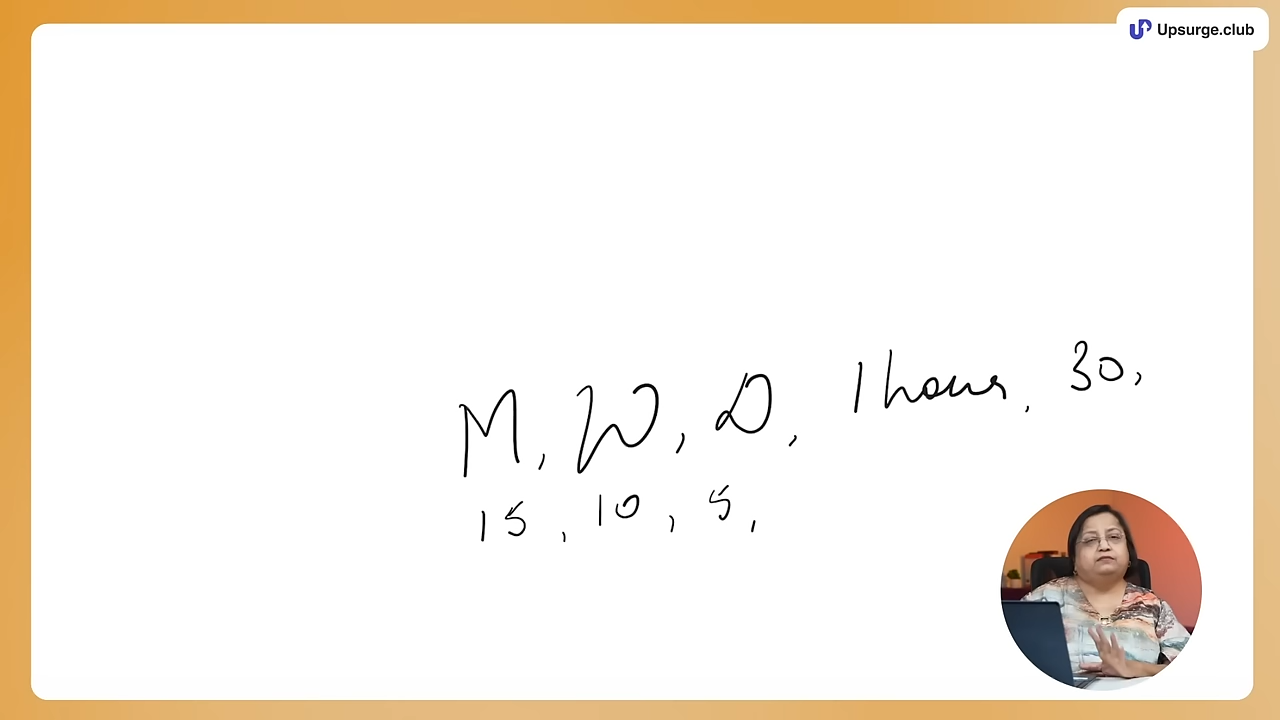 Upsurge.club
M, W, D, 1 hour, 30,
15, 10, 5,